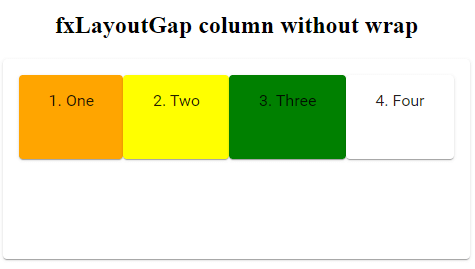 fxLayoutGap column without wrap
1. One
2. Two
3. Three
4. Four